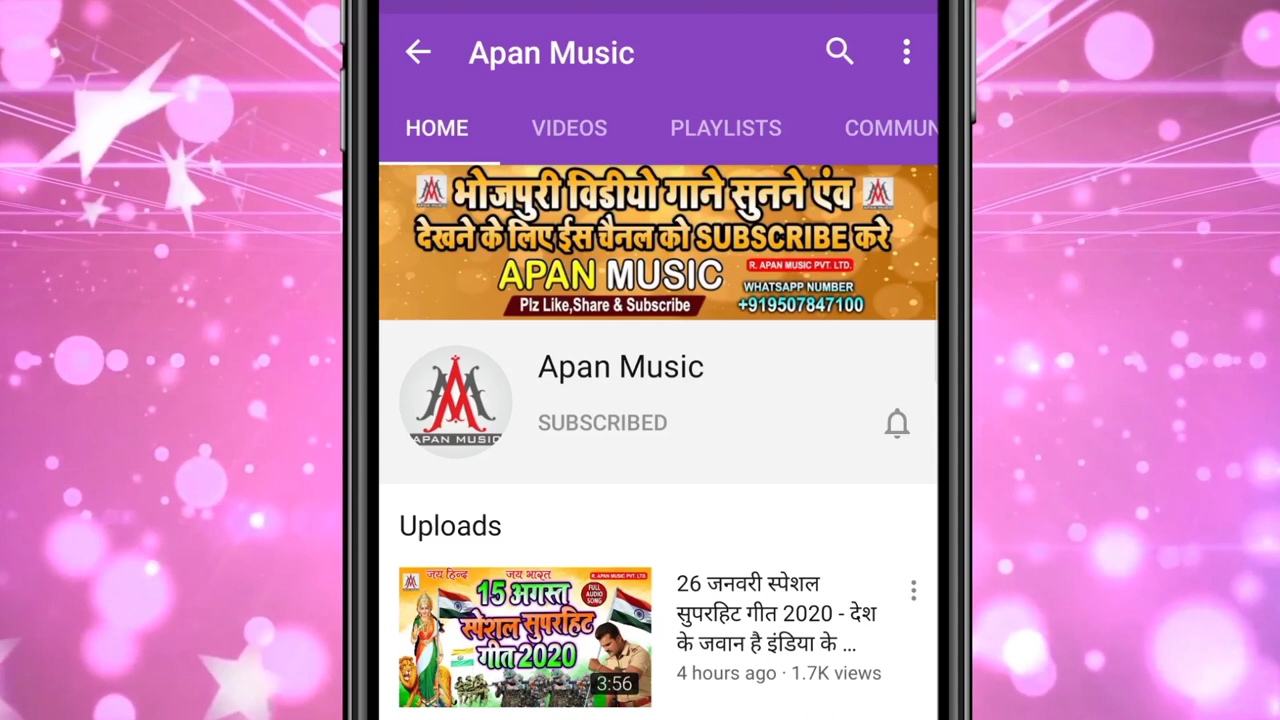 Apan Music
HOME VIDEOS PLAYLISTS COMMUN
भोजपुरी विडीयो गाने सुनने एंव
देखने के लिए ईस चैनल को SUBSCRIBE करे
APAN MUSIC
R. APAN MUSIC PVT. LTD.
WHATSAPP NUMBER
+919507847100
Plz Like,Share & Subscribe
Apan Music
SUBSCRIBED
APAN MUSIC
Uploads
जय हिन्द जय भारत
R. APAN MUSIC PVT. LTD
15 अगस्त
FULL
AUDIO
SONG
स्पेशल सुपरहिट
गीत 2020
3:56
26 जनवरी स्पेशल
सुपरहिट गीत 2020 - देश
के जवान है इंडिया के ...
4 hours ago · 1.7K views